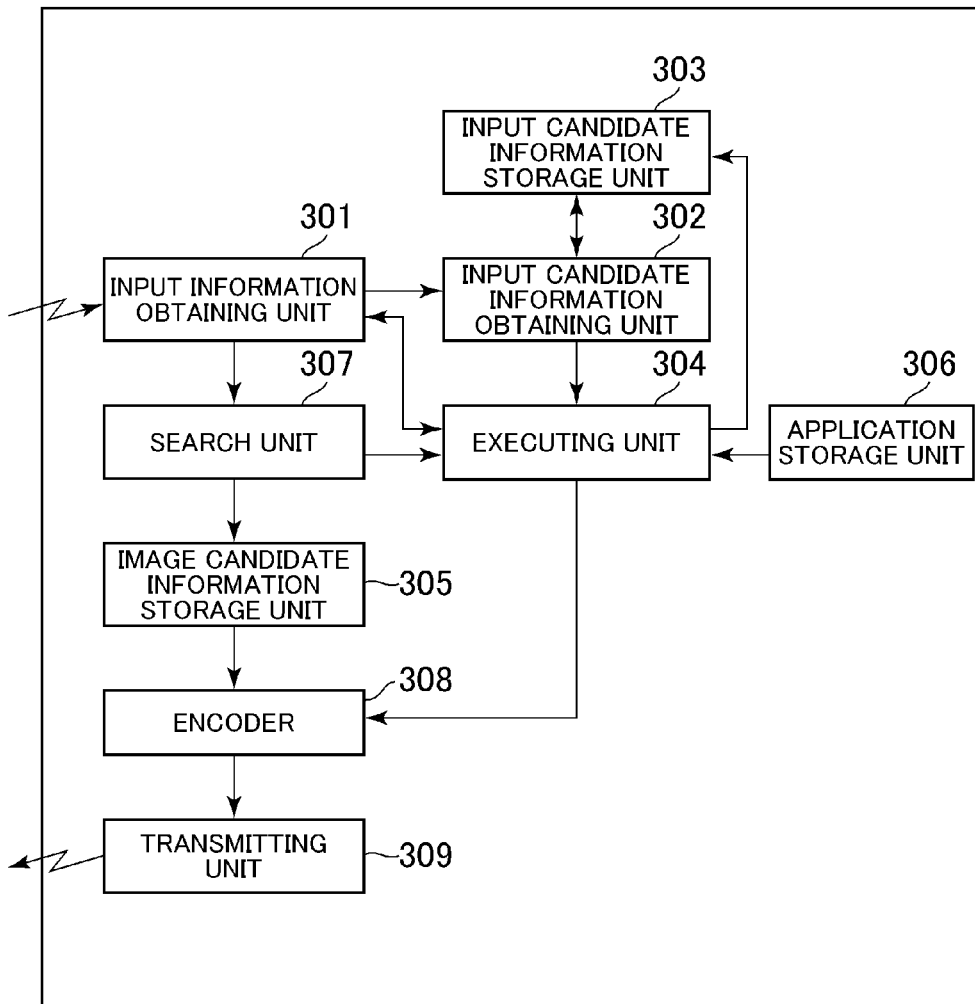 303
INPUT CANDIDATE
INFORMATION
STORAGE UNIT
301
302
INPUT INFORMATION
OBTAINING UNIT
INPUT CANDIDATE
INFORMATION
OBTAINING UNIT
307
304
306
SEARCH UNIT
EXECUTING UNIT
APPLICATION
STORAGE UNIT
IMAGE CANDIDATE
INFORMATION
STORAGE UNIT
305
308
ENCODER
TRANSMITTING
UNIT
309